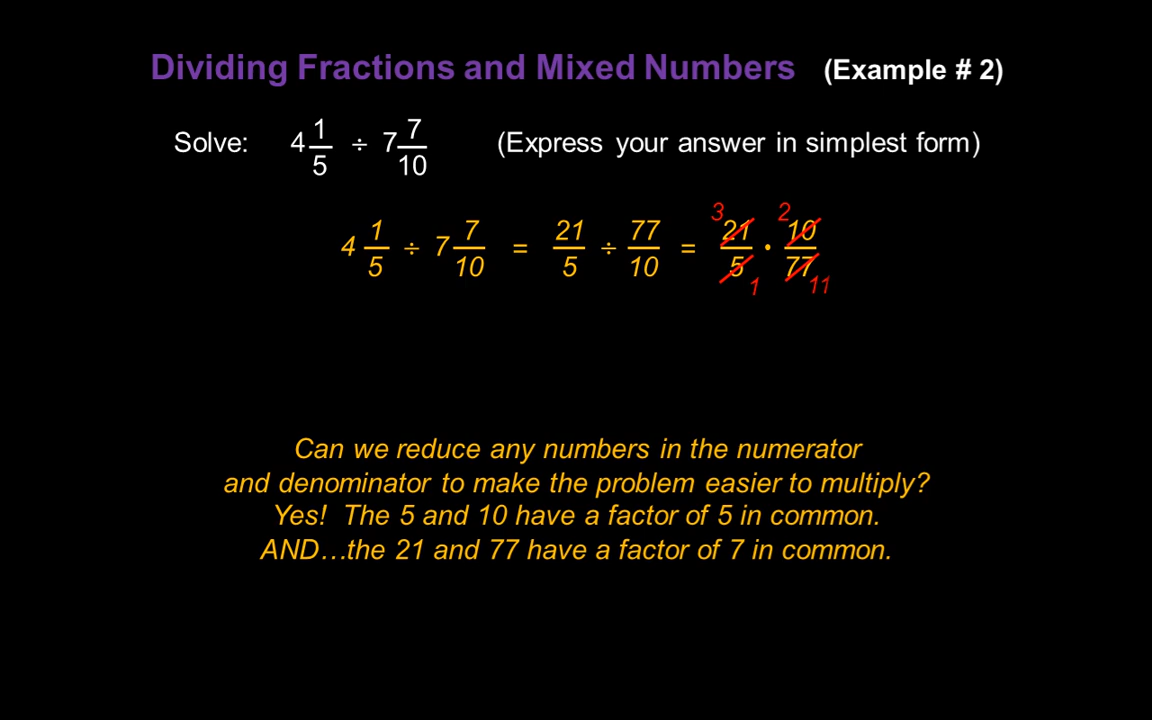 Dividing Fractions and Mixed Numbers (Example # 2)
Solve: 4 1/5 ÷ 7 7/10 (Express your answer in simplest form)
4 1/5 ÷ 7 7/10 = 21/5 ÷ 77/10 = 3 21/5 1 • 2 10/77 11
Can we reduce any numbers in the numerator
and denominator to make the problem easier to multiply?
Yes! The 5 and 10 have a factor of 5 in common.
AND…the 21 and 77 have a factor of 7 in common.